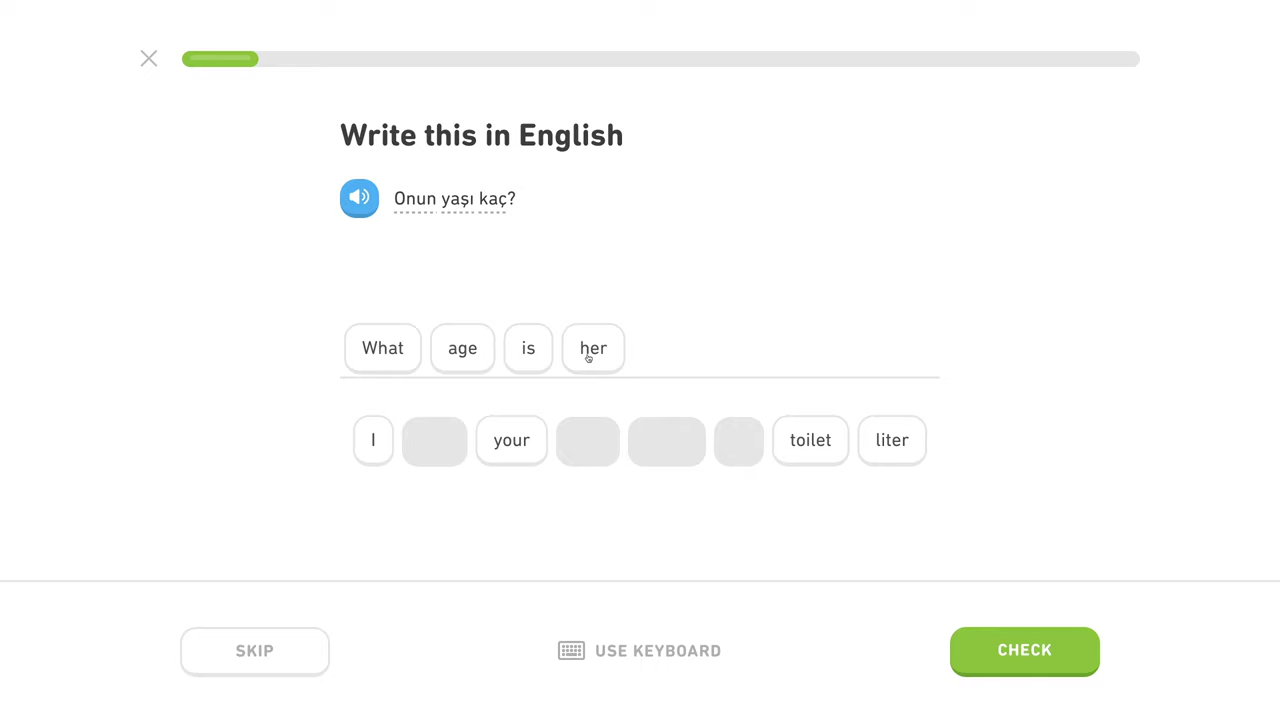 Write this in English
Onun yaşı kaç?
What age is her
I your toilet liter
SKIP USE KEYBOARD CHECK